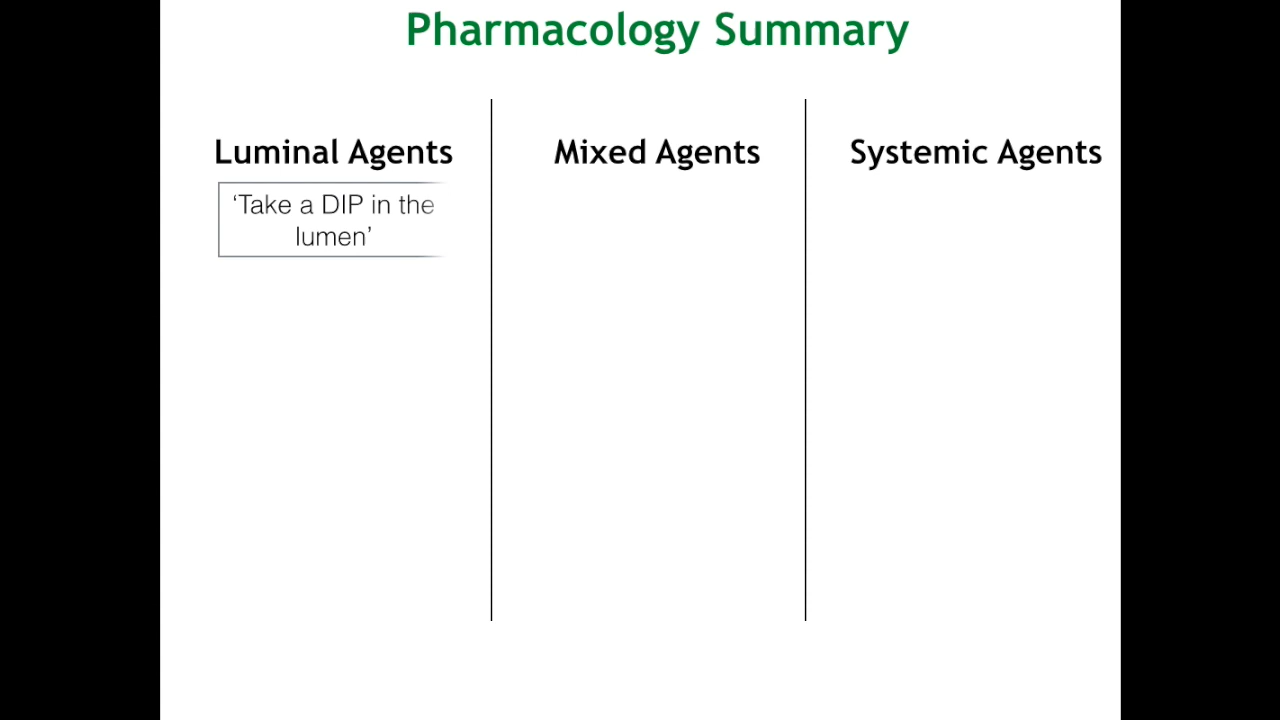 Pharmacology Summary
Luminal Agents
Mixed Agents
Systemic Agents
‘Take a DIP in the
lumen’